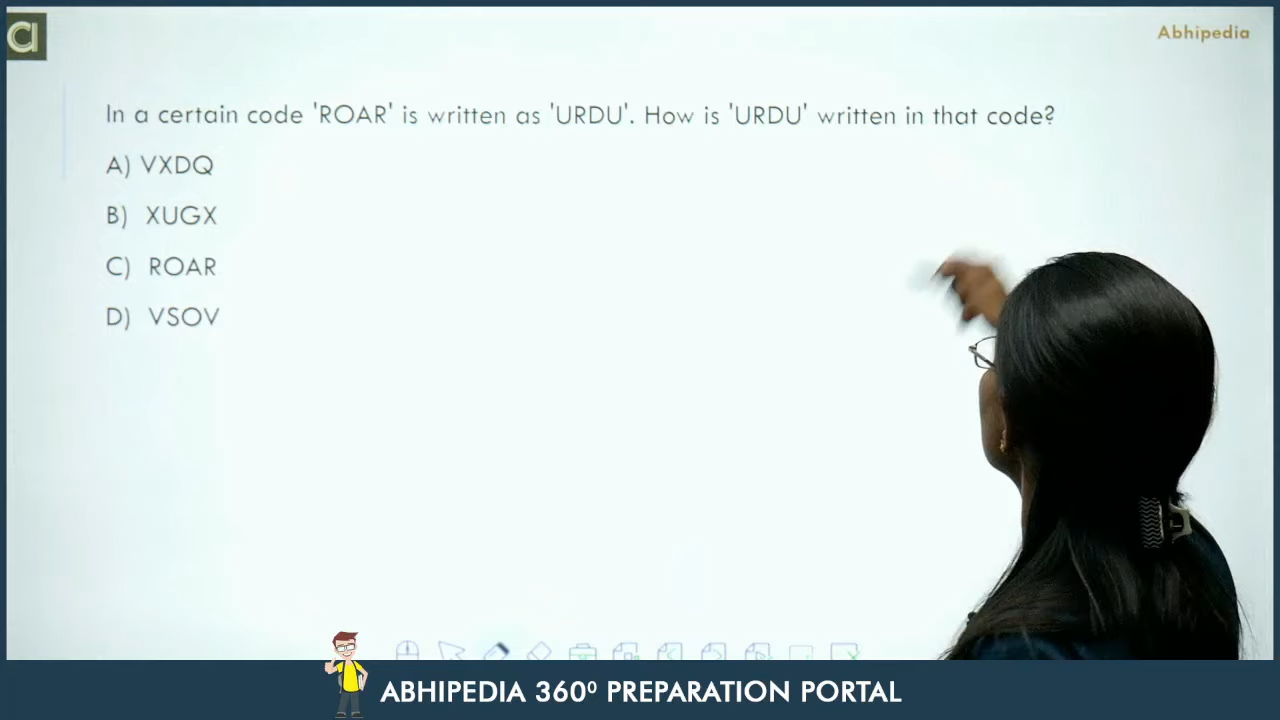 a
Abhipedia
In a certain code 'ROAR' is written as 'URDU'. How is 'URDU' written in that code?
A) VXDQ
B) XUGX
C) ROAR
D) VSOV
ABHIPEDIA 360⁰ PREPARATION PORTAL